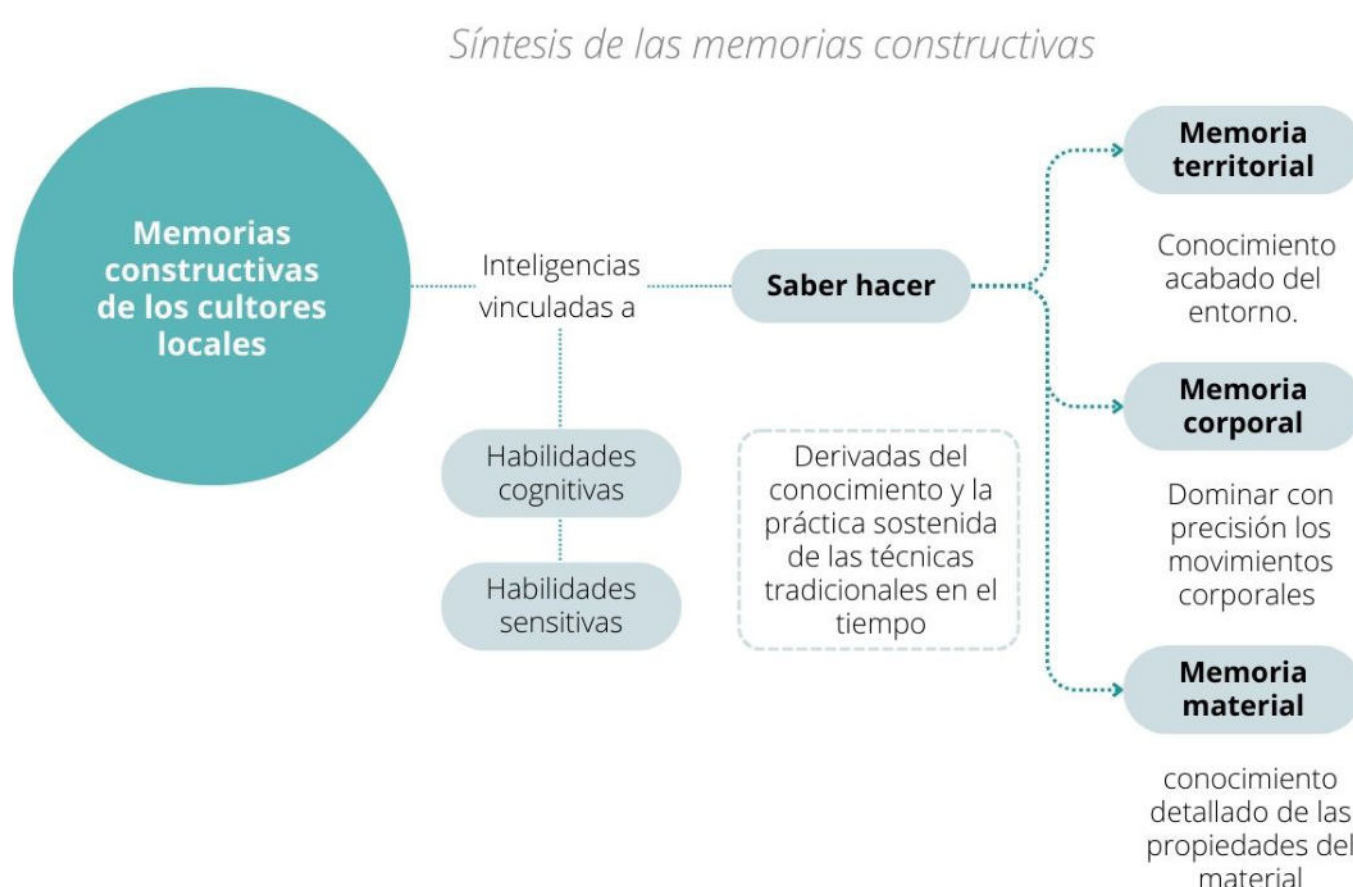 Síntesis de las memorias constructivas
Memorias
constructivas
de los cultores
locales
Inteligencias
vinculadas a
Habilidades
cognitivas
Habilidades
sensitivas
Saber hacer
Derivadas del
conocimiento y la
práctica sostenida
de las técnicas
tradicionales en el
tiempo
Memoria
territorial
Conocimiento
acabado del
entorno.
Memoria
corporal
Dominar con
precisión los
movimientos
corporales
Memoria
material
conocimiento
detallado de las
propiedades del
material